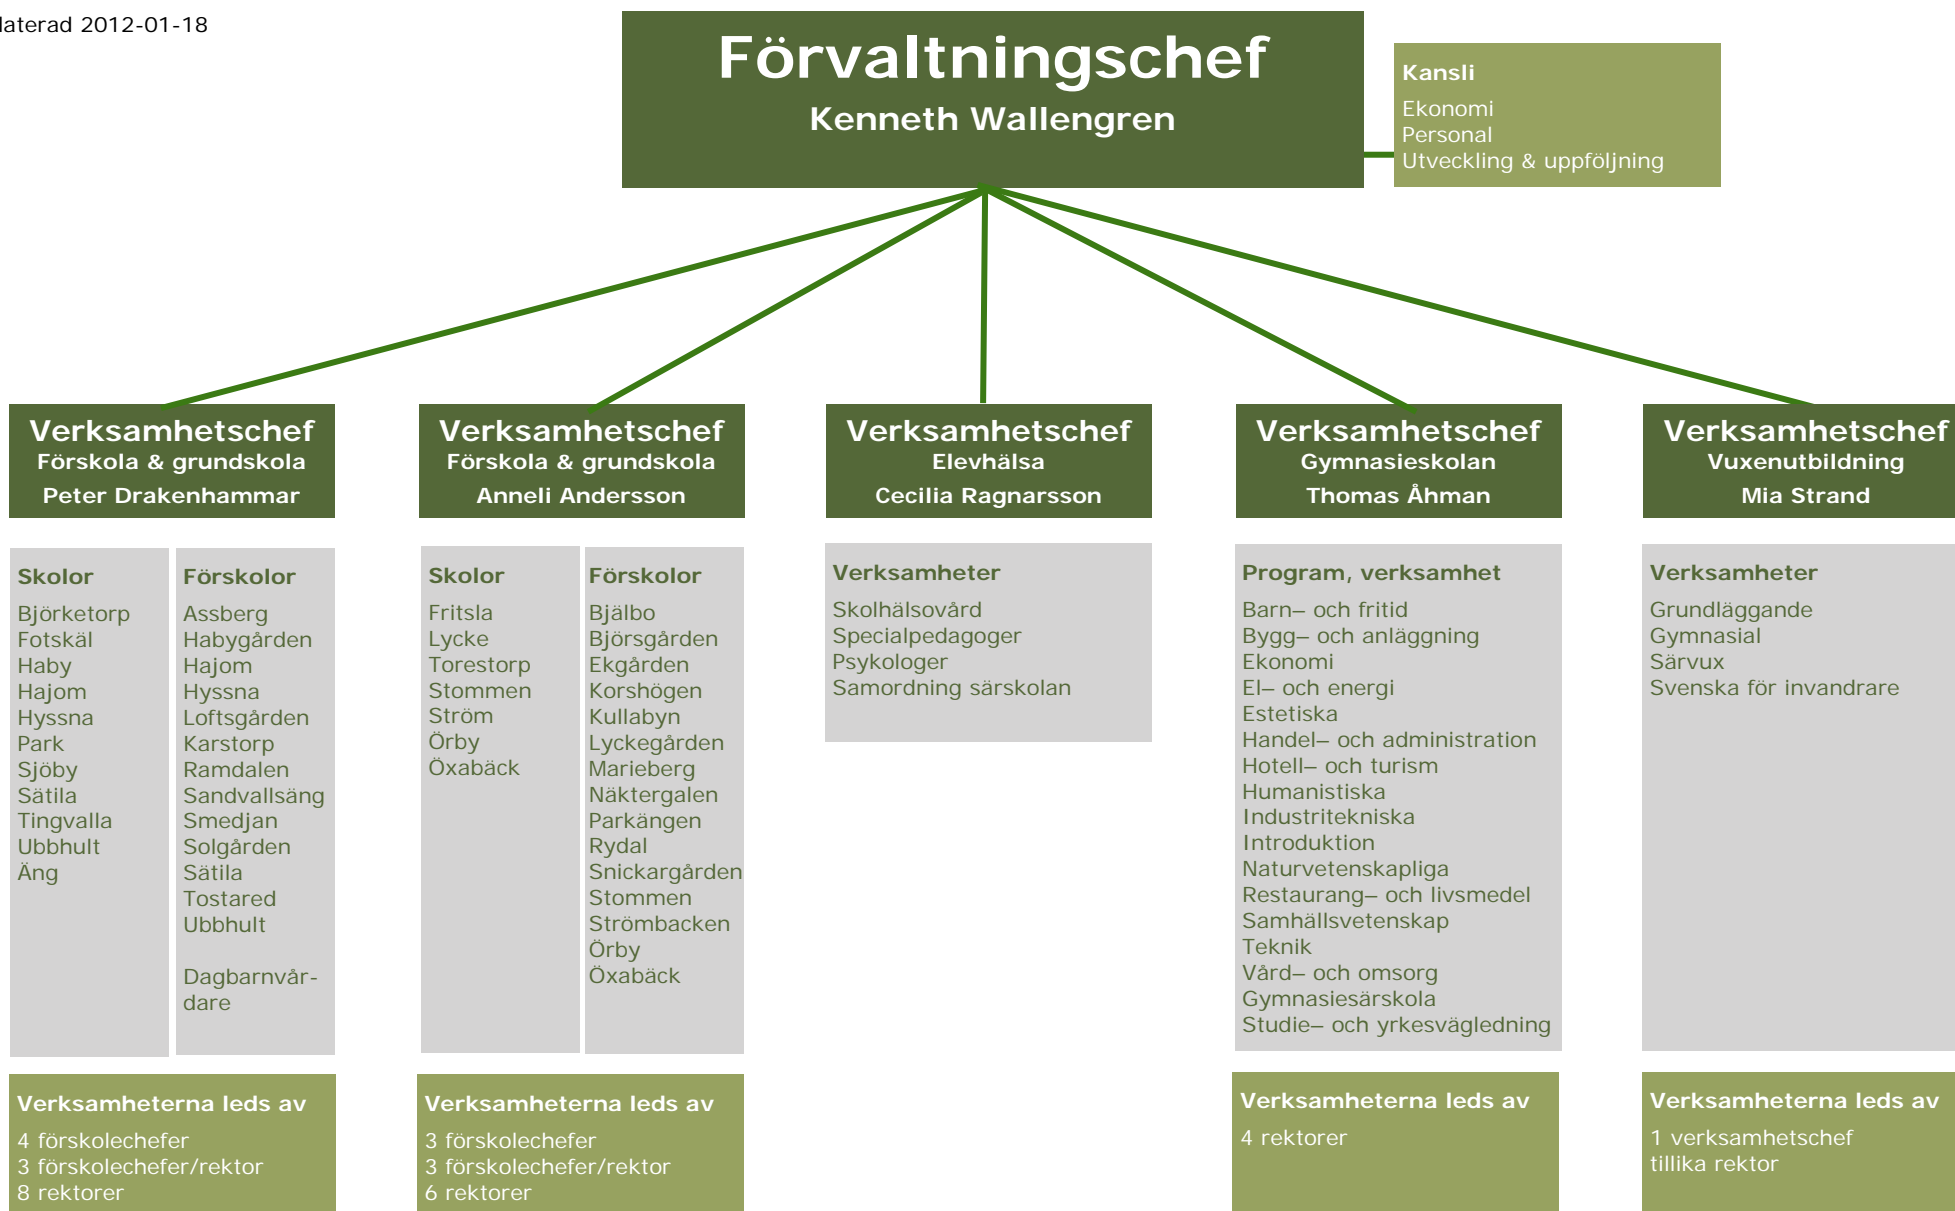 Förvaltningschef
Kenneth Wallengren
2012-01-18
Kansli
Ekonomi
Personal
Utveckling & uppföljning
Verksamhetschef
Förskola & grundskola
Peter Drakenhammar
Skolor
Björketorp
Fotskäl
Haby
Hajom
Hyssna
Park
Sjöby
Sätila
Tingvalla
Ubbhult
Äng
Förskolor
Assberg
Habygården
Hajom
Hyssna
Loftsgården
Karstorp
Ramdalen
Sandvallsäng
Smedjan
Solgården
Sätila
Tostared
Ubbhult
Dagbarnvår-
dare
Verksamheterna leds av
4 förskolechefer
3 förskolechefer/rektor
8 rektorer
Verksamhetschef
Förskola & grundskola
Anneli Andersson
Skolor
Fritsla
Lycke
Torestorp
Stommen
Ström
Örby
Öxabäck
Förskolor
Bjälbo
Björsgården
Ekgården
Korshögen
Kullabyn
Lyckegården
Marieberg
Näktergalen
Parkängen
Rydal
Snickargården
Stommen
Strömbacken
Örby
Öxabäck
Verksamheterna leds av
3 förskolechefer
3 förskolechefer/rektor
6 rektorer
Verksamhetschef
Elevhälsa
Cecilia Ragnarsson
Verksamheter
Skolhälsovård
Specialpedagoger
Psykologer
Samordning särskolan
Verksamhetschef
Gymnasieskolan
Thomas Åhman
Program, verksamhet
Barn– och fritid
Bygg– och anläggning
Ekonomi
El– och energi
Estetiska
Handel– och administration
Hotell– och turism
Humanistiska
Industritekniska
Introduktion
Naturvetenskapliga
Restaurang– och livsmedel
Samhällsvetenskap
Teknik
Vård– och omsorg
Gymnasiesärskola
Studie– och yrkesvägledning
Verksamheterna leds av
4 rektorer
Verksamhetschef
Vuxenutbildning
Mia Strand
Verksamheter
Grundläggande
Gymnasial
Särvux
Svenska för invandrare
Verksamheterna leds av
1 verksamhetschef
tillika rektor